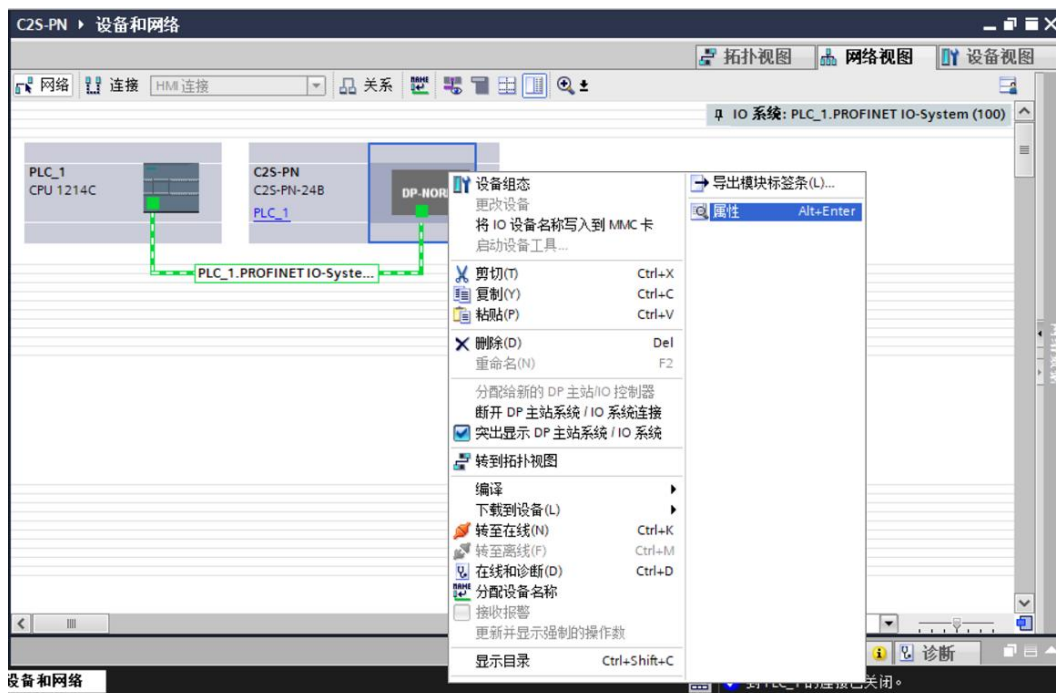 C2S-PN ▸ 设备和网络
拓扑视图 网络视图 设备视图
网络 连接 HMI 连接 关系
IO 系统: PLC_1.PROFINET IO-System (100)
PLC_1
CPU 1214C
C2S-PN
C2S-PN-24B
PLC_1
DP-NOR
PLC_1.PROFINET IO-Syste...
设备组态
更改设备
将 IO 设备名称写入到 MMC 卡
启动设备工具...
剪切(T) Ctrl+X
复制(Y) Ctrl+C
粘贴(P) Ctrl+V
删除(D) Del
重命名(N) F2
分配给新的 DP 主站/IO 控制器
断开 DP 主站系统 / IO 系统连接
突出显示 DP 主站系统 / IO 系统
转到拓扑视图
编译
下载到设备(L)
转至在线(N) Ctrl+K
转至离线(F) Ctrl+M
在线和诊断(D) Ctrl+D
分配设备名称
接收报警
更新并显示强制的操作数
显示目录 Ctrl+Shift+C
导出模块标签条(L)...
属性 Alt+Enter
诊断
设备和网络
到 PLC_1 的连接已关闭。